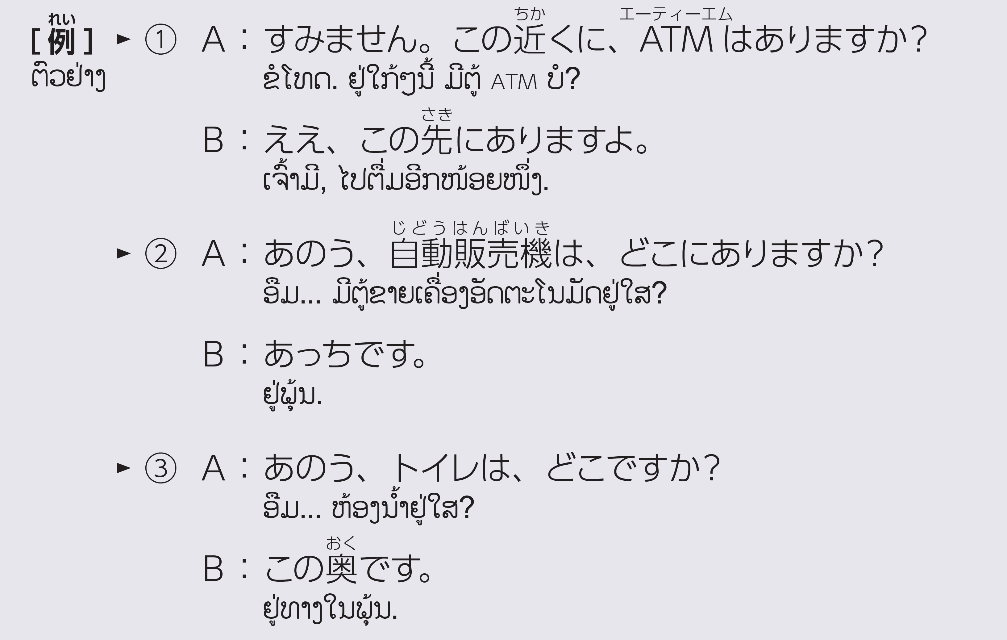 れい
[例] ► ① A：すみません。この近くに、ATMはありますか？
ちか エーティーエム
ຕົວຢ່າງ
ຂໍໂທດ. ຢູ່ໃກ້ໆນີ້ ມີຕູ້ ATM ບໍ?
さき
B：ええ、この先にありますよ。
ເຈົ້າມີ, ໄປຕື່ມອີກໜ້ອຍໜຶ່ງ.
じどうはんばいき
► ② A：あのう、自動販売機は、どこにありますか？
ອືມ... ມີຕູ້ຂາຍເຄື່ອງອັດຕະໂນມັດຢູ່ໃສ?
B：あっちです。
ຢູ່ພຸ້ນ.
► ③ A：あのう、トイレは、どこですか？
ອືມ... ຫ້ອງນ້ຳຢູ່ໃສ?
おく
B：この奥です。
ຢູ່ທາງໃນພຸ້ນ.